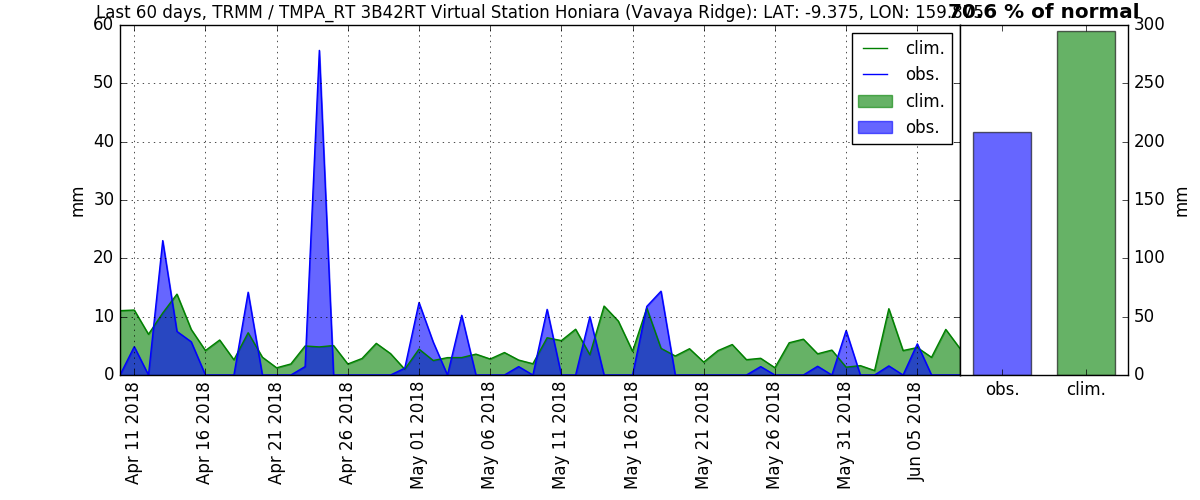 Last 60 days, TRMM / TMPA_RT 3B42RT Virtual Station Honiara (Vavaya Ridge): LAT: -9.375, LON: 159.875
70.6 % of normal
60
50
40
30
20
10
0
mm
clim.
obs.
clim.
obs.
300
250
200
150
100
50
0
mm
obs.
clim.
Apr 11 2018
Apr 16 2018
Apr 21 2018
Apr 26 2018
May 01 2018
May 06 2018
May 11 2018
May 16 2018
May 21 2018
May 26 2018
May 31 2018
Jun 05 2018